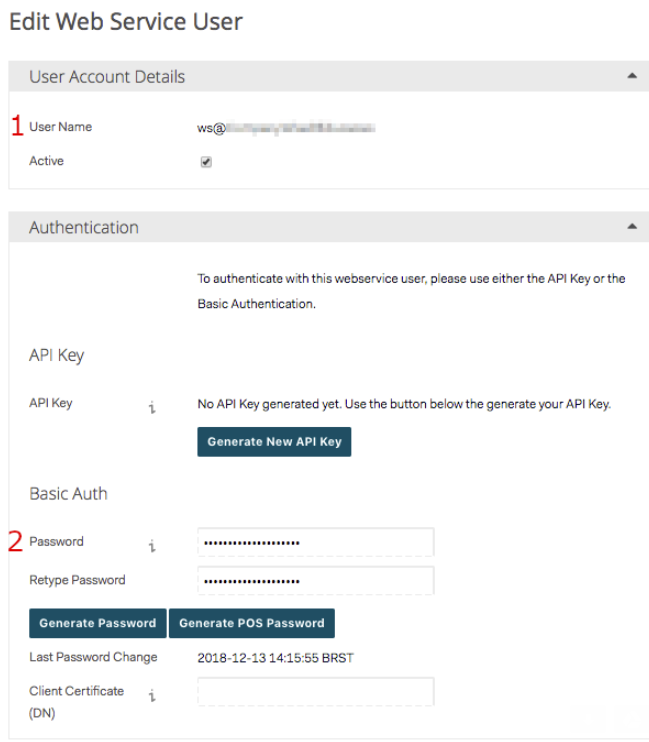 Edit Web Service User
User Account Details
1 User Name ws@
Active
Authentication
To authenticate with this webservice user, please use either the API Key or the
Basic Authentication.
API Key
API Key i No API Key generated yet. Use the button below the generate your API Key.
Generate New API Key
Basic Auth
2 Password i ••••••••••••••••••••
Retype Password ••••••••••••••••••••
Generate Password Generate POS Password
Last Password Change 2018-12-13 14:15:55 BRST
Client Certificate i
(DN)